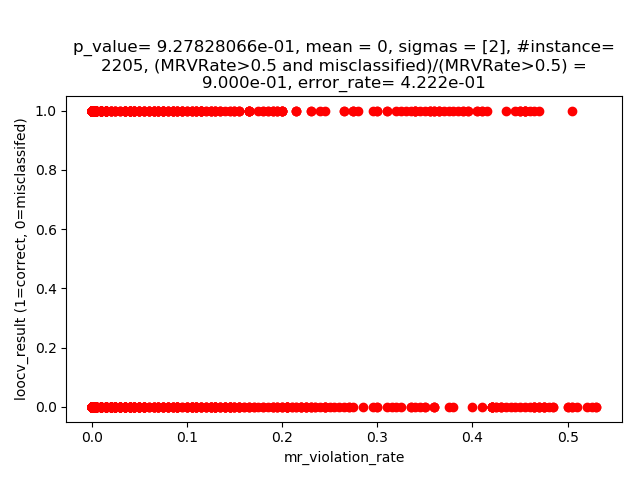 p_value= 9.27828066e-01, mean = 0, sigmas = [2], #instance=
2205, (MRVRate>0.5 and misclassified)/(MRVRate>0.5) =
9.000e-01, error_rate= 4.222e-01
1.0
0.8
0.6
0.4
0.2
0.0
loocv_result (1=correct, 0=misclassifed)
0.0 0.1 0.2 0.3 0.4 0.5
mr_violation_rate